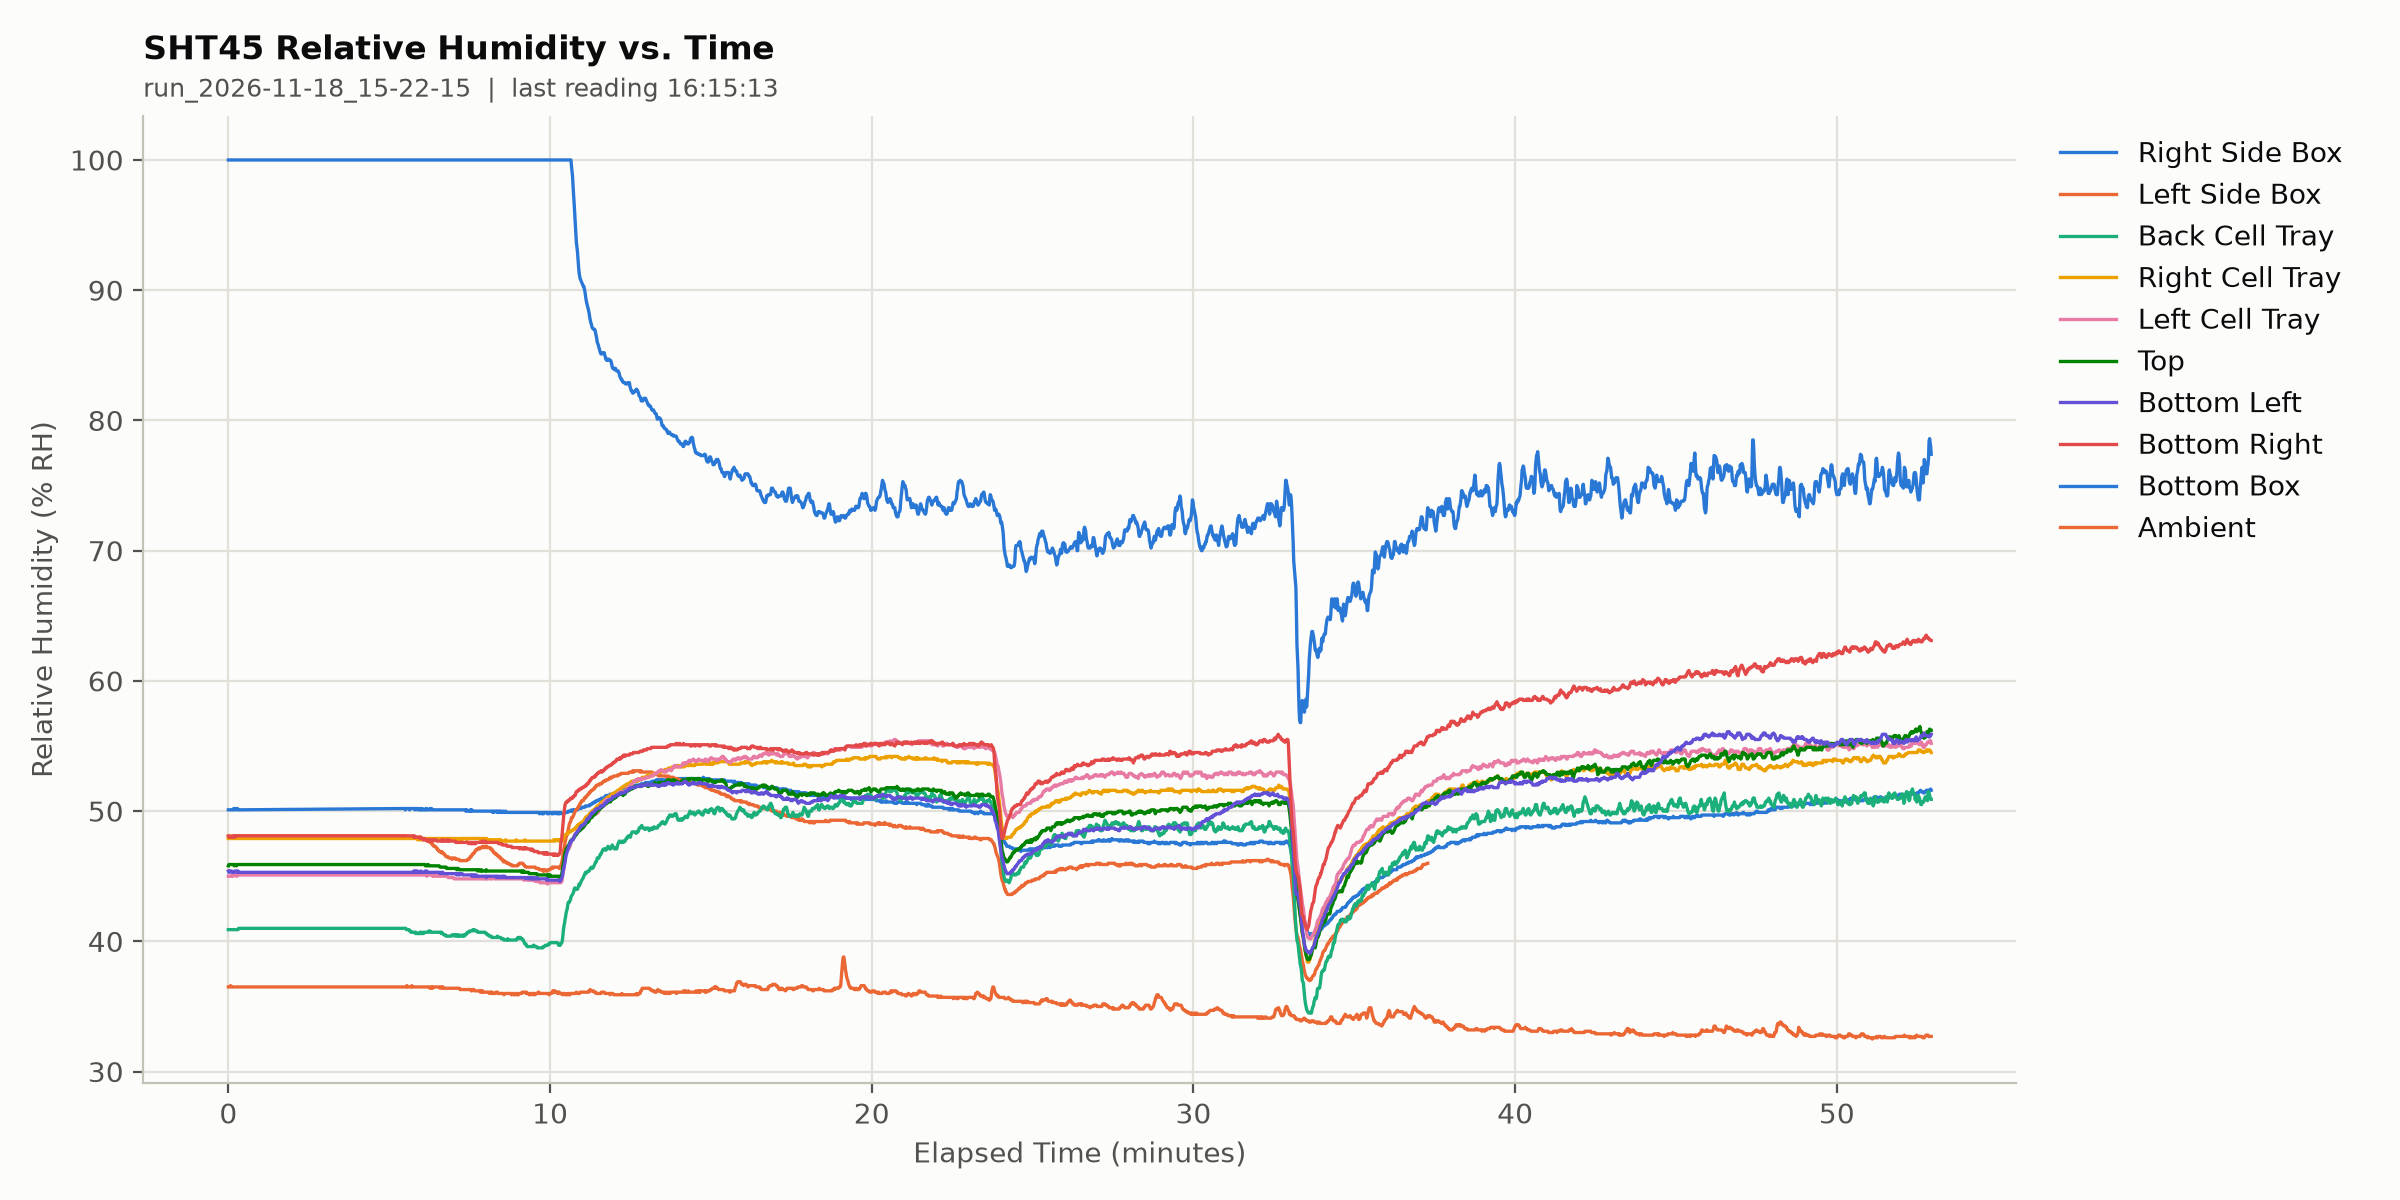 SHT45 Relative Humidity vs. Time
run_2026-11-18_15-22-15 | last reading 16:15:13
Relative Humidity (% RH)
100
90
80
70
60
50
40
30
0
10
20
30
40
50
Elapsed Time (minutes)
Right Side Box
Left Side Box
Back Cell Tray
Right Cell Tray
Left Cell Tray
Top
Bottom Left
Bottom Right
Bottom Box
Ambient